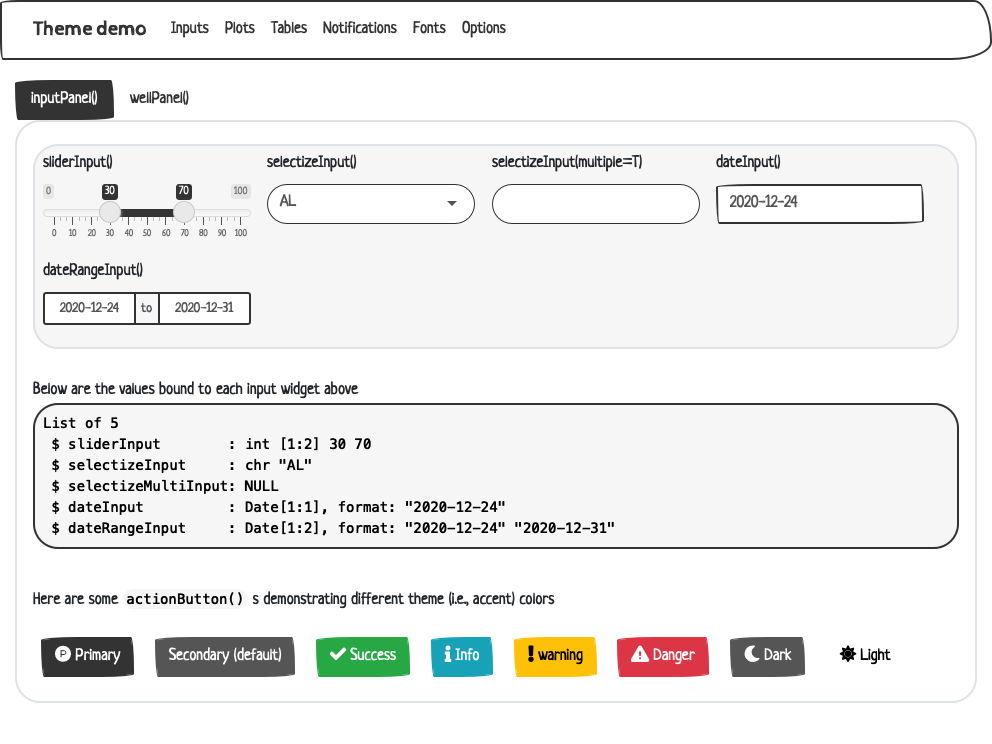 Theme demo Inputs Plots Tables Notifications Fonts Options
inputPanel() wellPanel()
sliderInput() selectizeInput() selectizeInput(multiple=T) dateInput()
0 30 70 100
AL 2020-12-24
0 10 20 30 40 50 60 70 80 90 100
dateRangeInput()
2020-12-24 to 2020-12-31
Below are the values bound to each input widget above
List of 5
$ sliderInput : int [1:2] 30 70
$ selectizeInput : chr "AL"
$ selectizeMultiInput: NULL
$ dateInput : Date[1:1], format: "2020-12-24"
$ dateRangeInput : Date[1:2], format: "2020-12-24" "2020-12-31"
Here are some actionButton() s demonstrating different theme (i.e., accent) colors
P Primary Secondary (default) Success Info warning Danger Dark Light